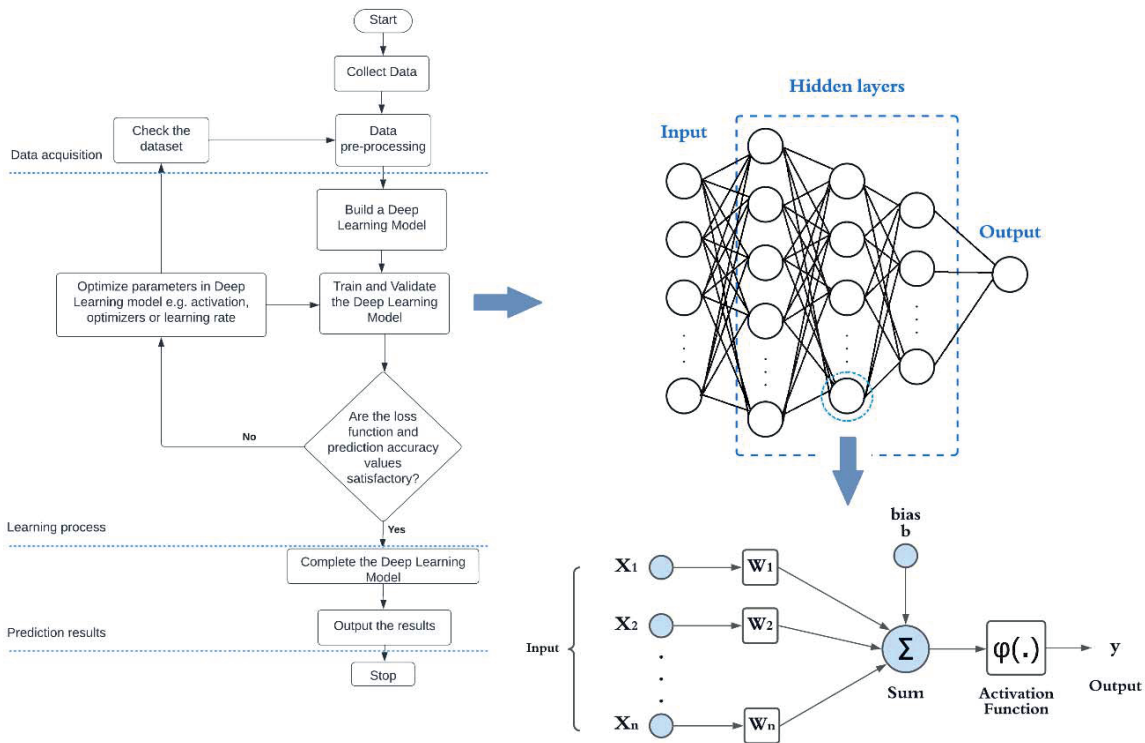 Start
Collect Data
Check the
dataset
Data
pre-processing
Data acquisition
Build a Deep
Learning Model
Optimize parameters in Deep
Learning model e.g. activation,
optimizers or learning rate
Train and Validate
the Deep Learning
Model
Are the loss
function and
prediction accuracy
values
satisfactory?
No
Yes
Learning process
Complete the Deep Learning
Model
Output the results
Prediction results
Stop
Hidden layers
Input
Output
bias
b
X1
W1
X2
W2
Input
Σ
φ(.)
y
Sum
Activation
Function
Output
Xn
Wn